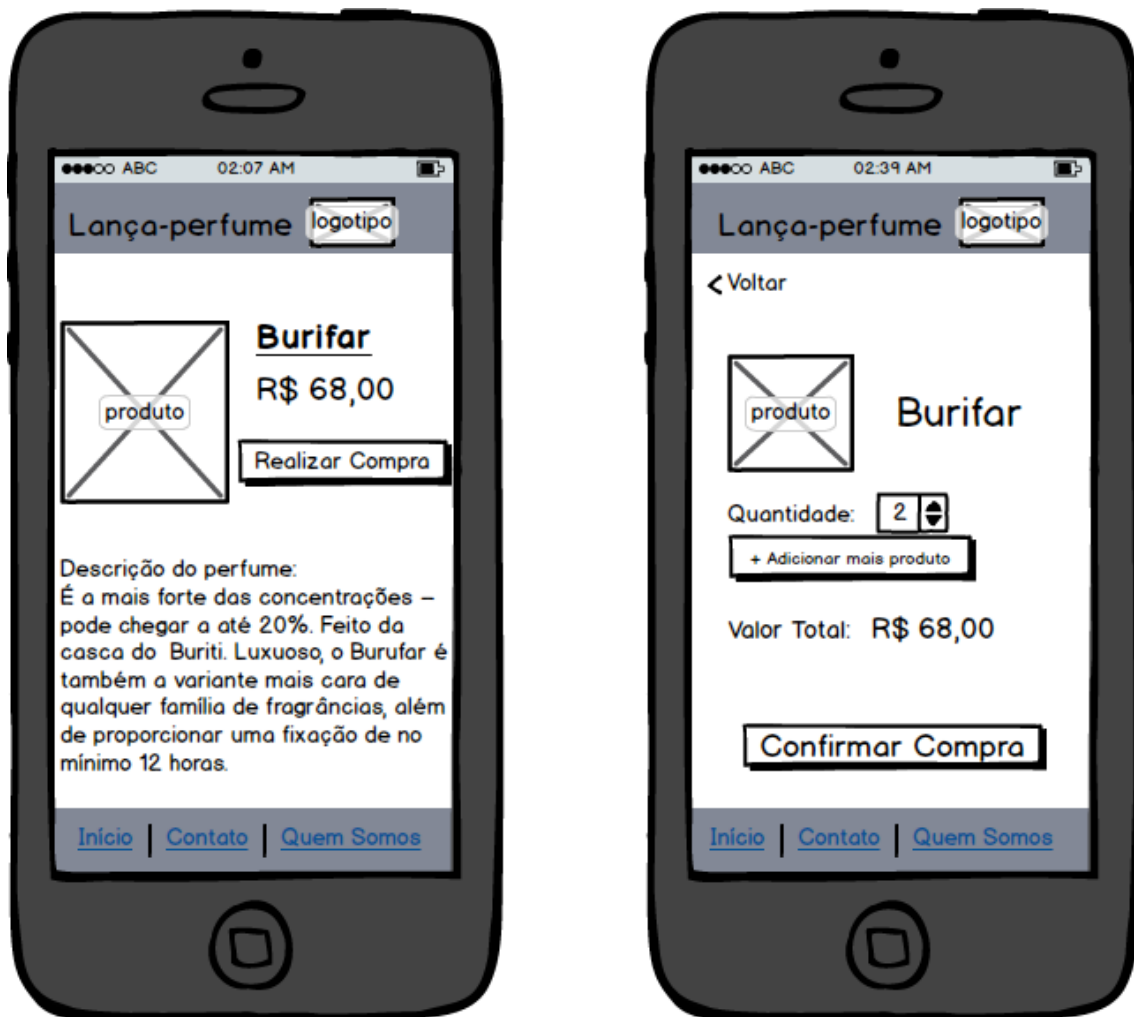 ABC 02:07 AM
Lança-perfume logotipo
Burifar
R$ 68,00
produto
Realizar Compra
Descrição do perfume:
É a mais forte das concentrações –
pode chegar a até 20%. Feito da
casca do Buriti. Luxuoso, o Burufar é
também a variante mais cara de
qualquer família de fragrâncias, além
de proporcionar uma fixação de no
mínimo 12 horas.
Início Contato Quem Somos
ABC 02:39 AM
Lança-perfume logotipo
Voltar
produto Burifar
Quantidade: 2
+ Adicionar mais produto
Valor Total: R$ 68,00
Confirmar Compra
Início Contato Quem Somos